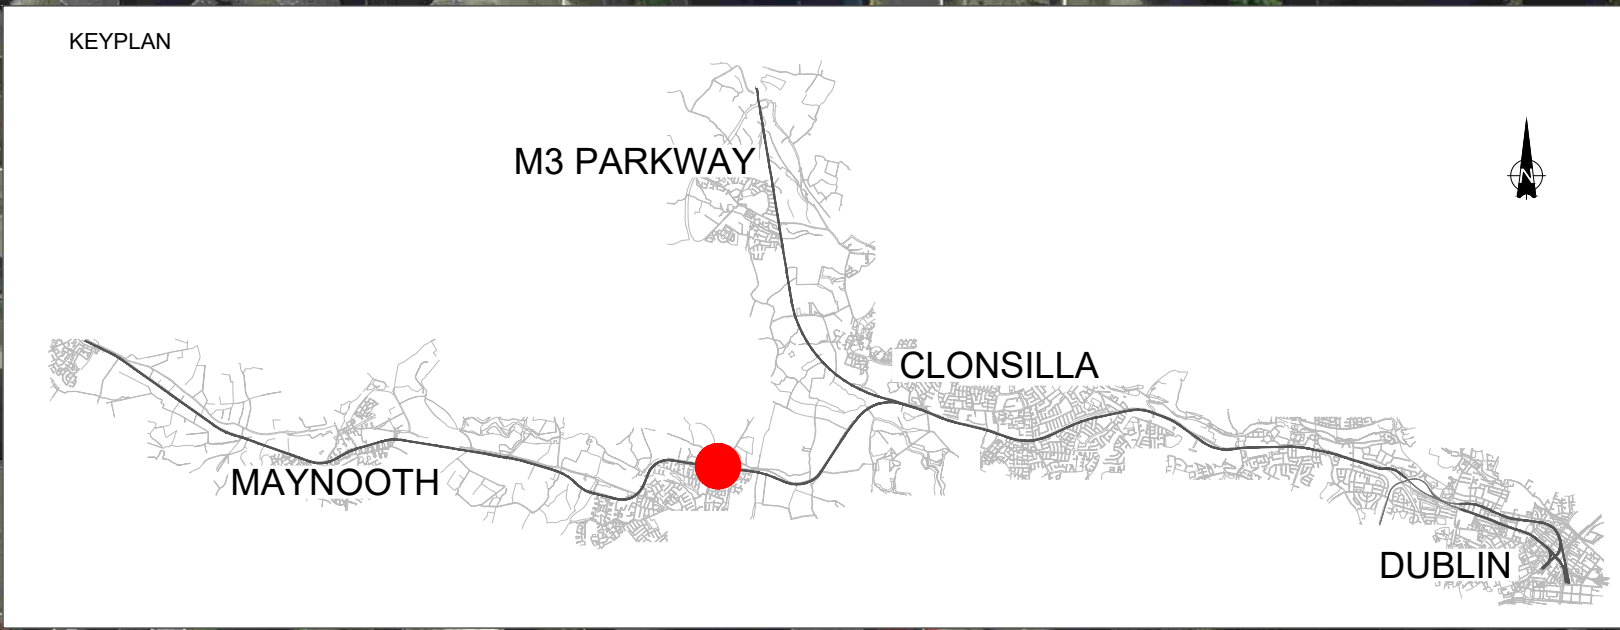 KEYPLAN
M3 PARKWAY
N
CLONSILLA
MAYNOOTH
DUBLIN